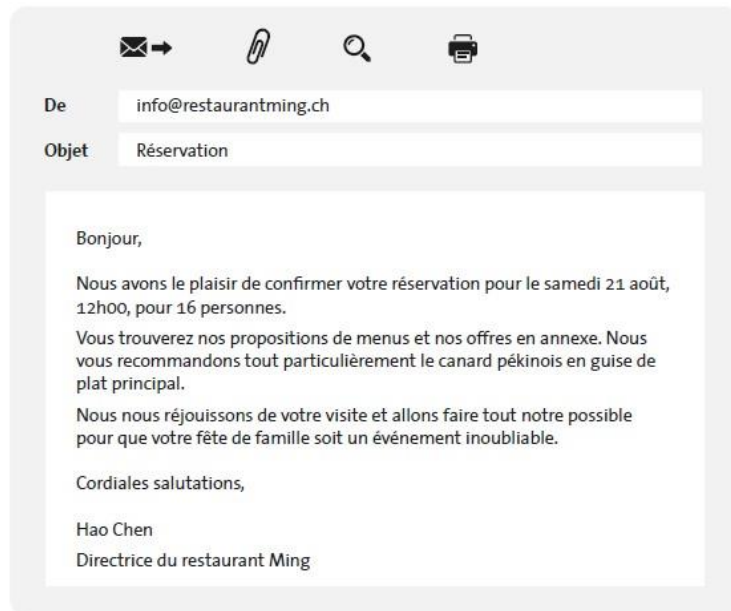 De info@restaurantming.ch
Objet Réservation
Bonjour,
Nous avons le plaisir de confirmer votre réservation pour le samedi 21 août,
12h00, pour 16 personnes.
Vous trouverez nos propositions de menus et nos offres en annexe. Nous
vous recommandons tout particulièrement le canard pékinois en guise de
plat principal.
Nous nous réjouissons de votre visite et allons faire tout notre possible
pour que votre fête de famille soit un événement inoubliable.
Cordiales salutations,
Hao Chen
Directrice du restaurant Ming